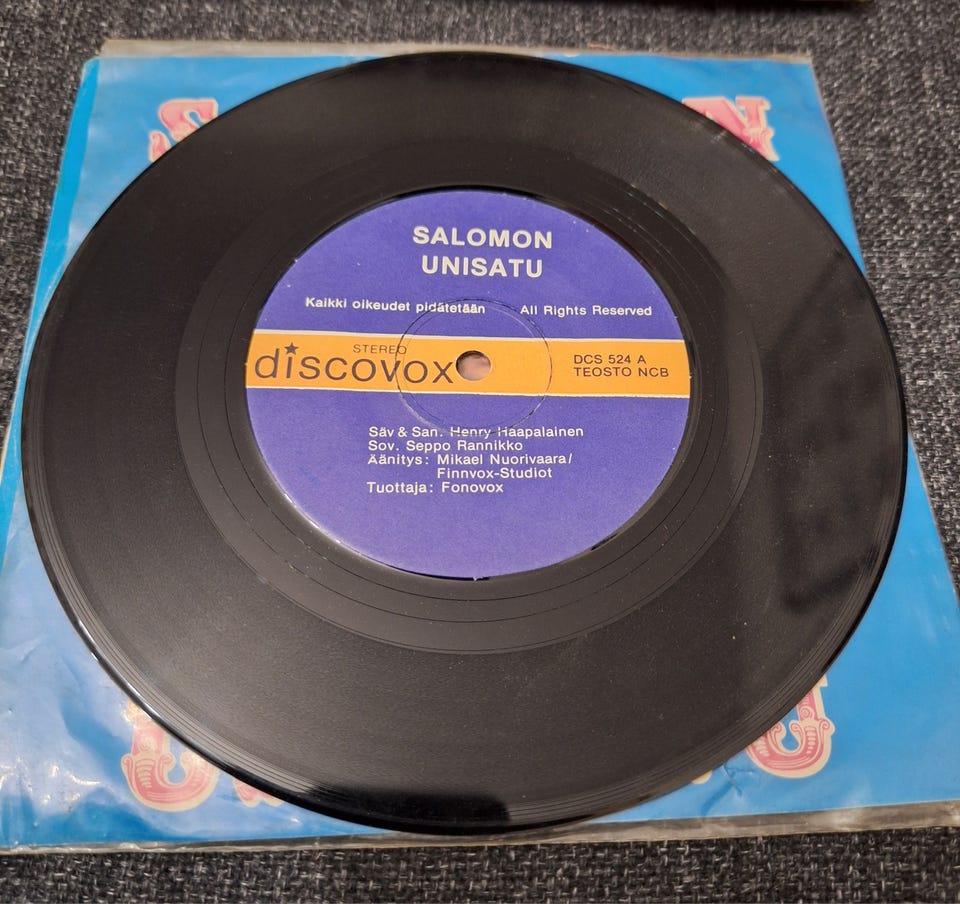 SALOMON
UNISATU
Kaikki oikeudet pidätetään All Rights Reserved
STEREO
discovox
DCS 524 A
TEOSTO NCB
Säv & San. Henry Haapalainen
Sov. Seppo Rannikko
Äänitys: Mikael Nuorivaara/
Finnvox-Studiot
Tuottaja: Fonovox